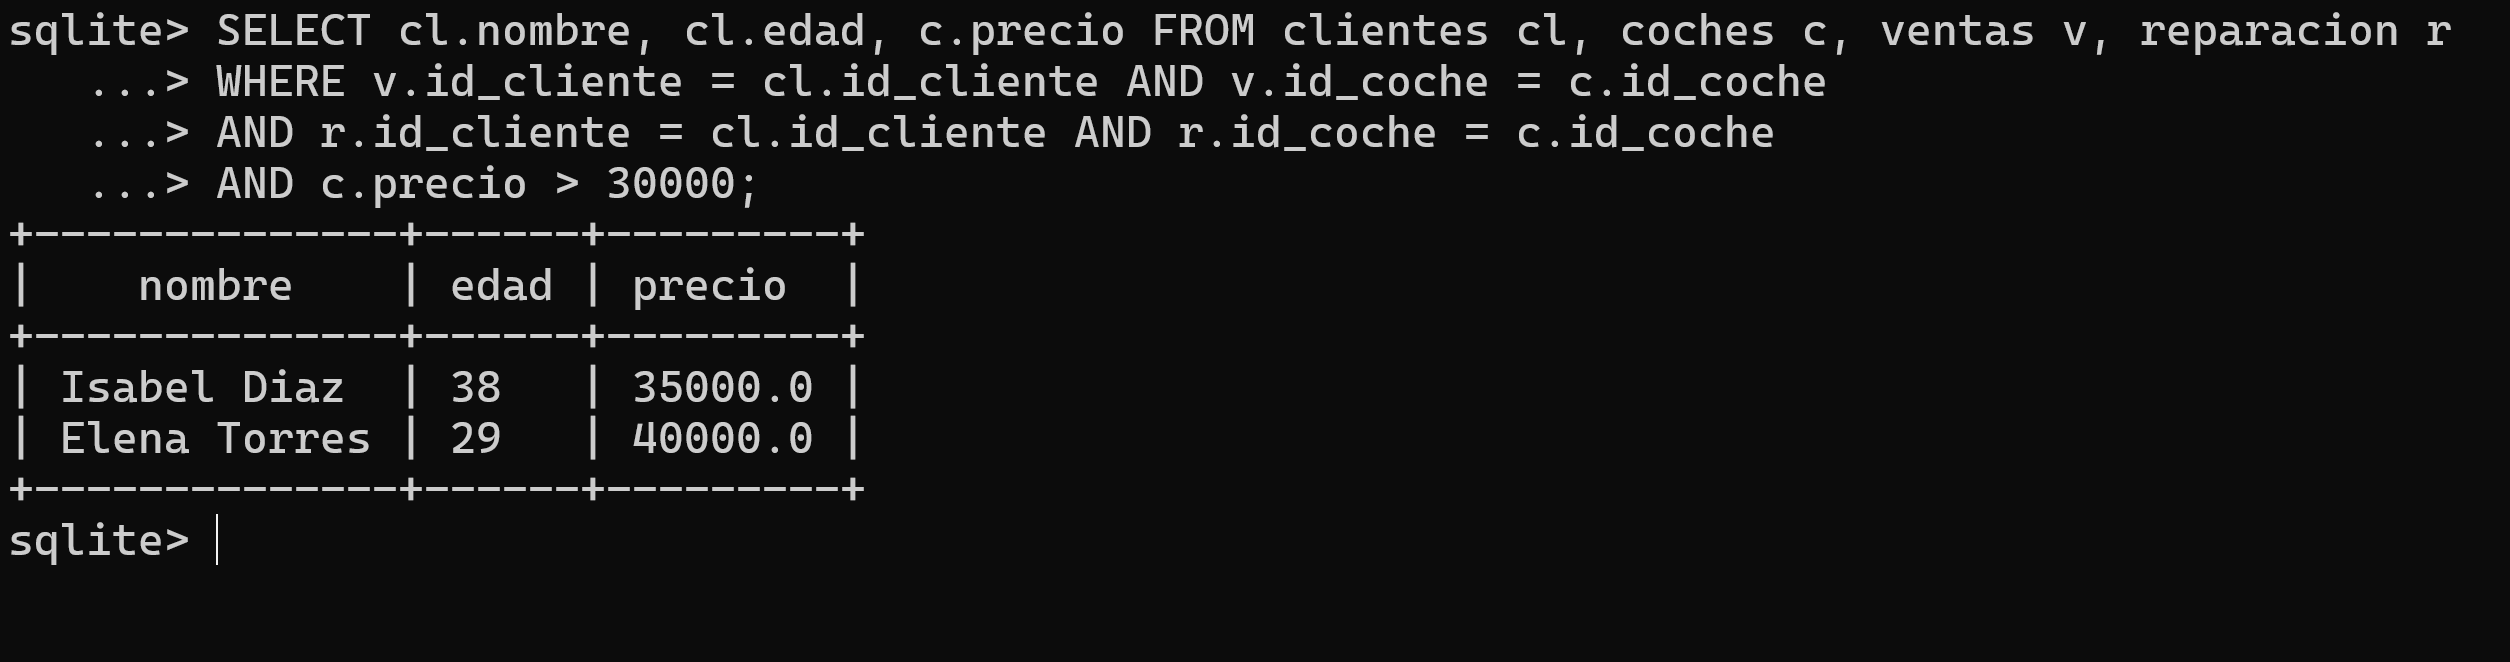 sqlite> SELECT cl.nombre, cl.edad, c.precio FROM clientes cl, coches c, ventas v, reparacion r
   ...> WHERE v.id_cliente = cl.id_cliente AND v.id_coche = c.id_coche
   ...> AND r.id_cliente = cl.id_cliente AND r.id_coche = c.id_coche
   ...> AND c.precio > 30000;
+--------------+------+---------+
|    nombre    | edad | precio  |
+--------------+------+---------+
| Isabel Diaz  | 38   | 35000.0 |
| Elena Torres | 29   | 40000.0 |
+--------------+------+---------+
sqlite>